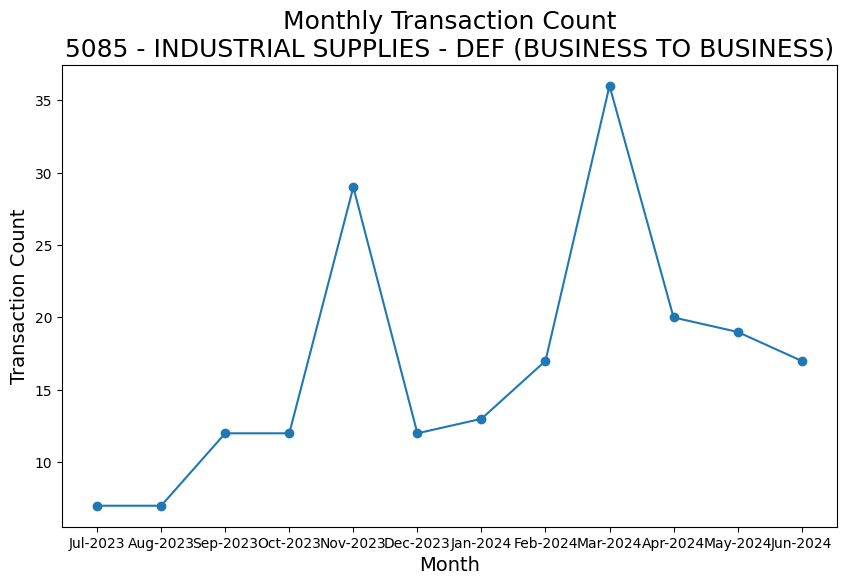 Monthly Transaction Count
5085 - INDUSTRIAL SUPPLIES - DEF (BUSINESS TO BUSINESS)
Transaction Count
35
30
25
20
15
10
Jul-2023 Aug-2023 Sep-2023 Oct-2023 Nov-2023 Dec-2023 Jan-2024 Feb-2024 Mar-2024 Apr-2024 May-2024 Jun-2024
Month